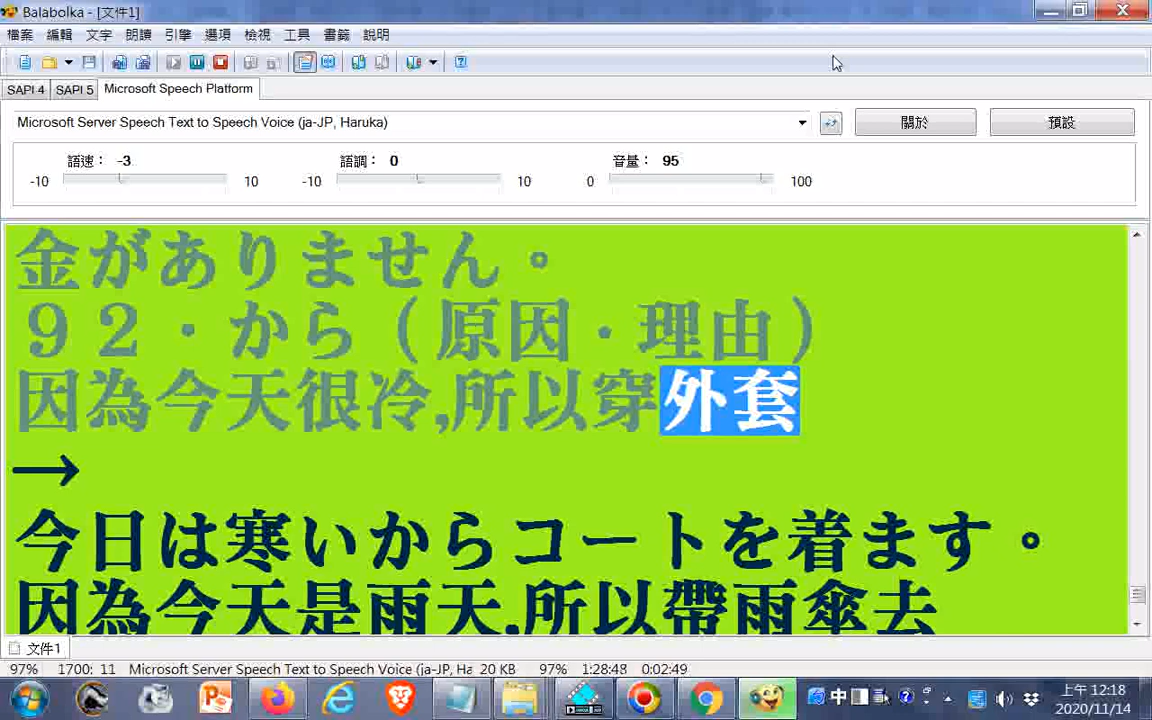 Balabolka - [文件1]
檔案 編輯 文字 朗讀 引擎 選項 檢視 工具 書籤 說明
SAPI 4 SAPI 5 Microsoft Speech Platform
Microsoft Server Speech Text to Speech Voice (ja-JP, Haruka) 關於 預設
語速： -3 語調： 0 音量： 95
-10 10 -10 10 0 100
金がありません。
９２・から（原因・理由）
因為今天很冷,所以穿外套
→
今日は寒いからコートを着ます。
因為今天是雨天,所以帶雨傘去
文件1
97% 1700: 11 Microsoft Server Speech Text to Speech Voice (ja-JP, Ha 20 KB 97% 1:28:48 0:02:49
中 上午 12:18
2020/11/14